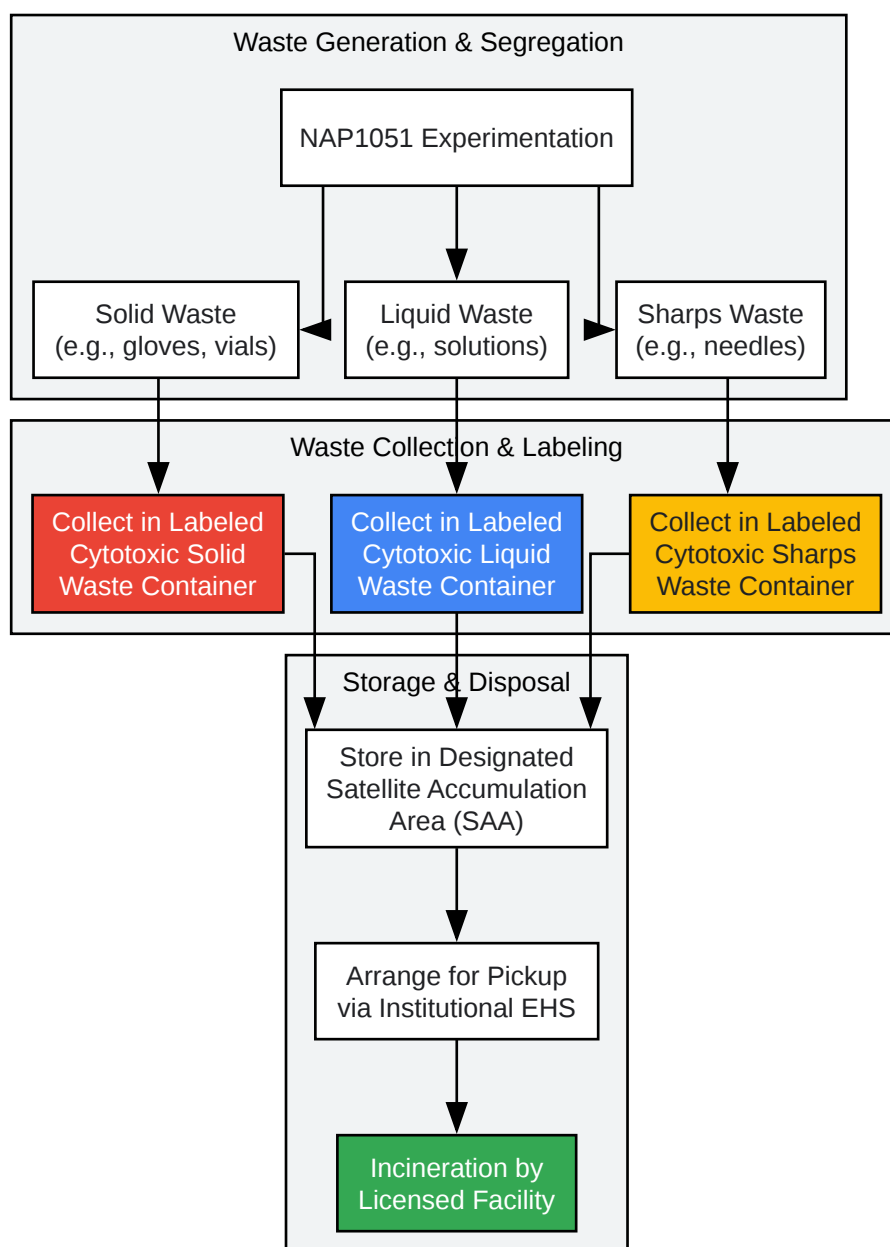 Waste Generation & Segregation
NAP1051 Experimentation
Solid Waste
(e.g., gloves, vials)
Liquid Waste
(e.g., solutions)
Sharps Waste
(e.g., needles)
Waste Collection & Labeling
Collect in Labeled
Cytotoxic Solid
Waste Container
Collect in Labeled
Cytotoxic Liquid
Waste Container
Collect in Labeled
Cytotoxic Sharps
Waste Container
Storage & Disposal
Store in Designated
Satellite Accumulation
Area (SAA)
Arrange for Pickup
via Institutional EHS
Incineration by
Licensed Facility